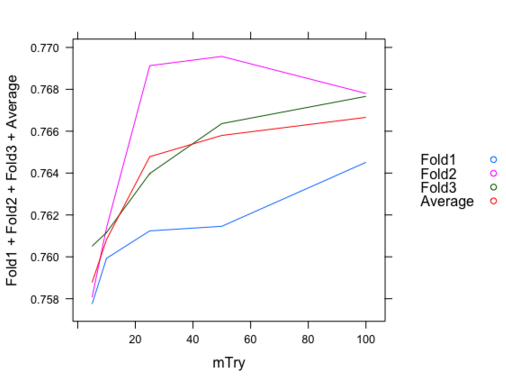 0.770
0.768
0.766
0.764
0.762
0.760
0.758
Fold1 + Fold2 + Fold3 + Average
20 40 60 80 100
mTry
Fold1
Fold2
Fold3
Average